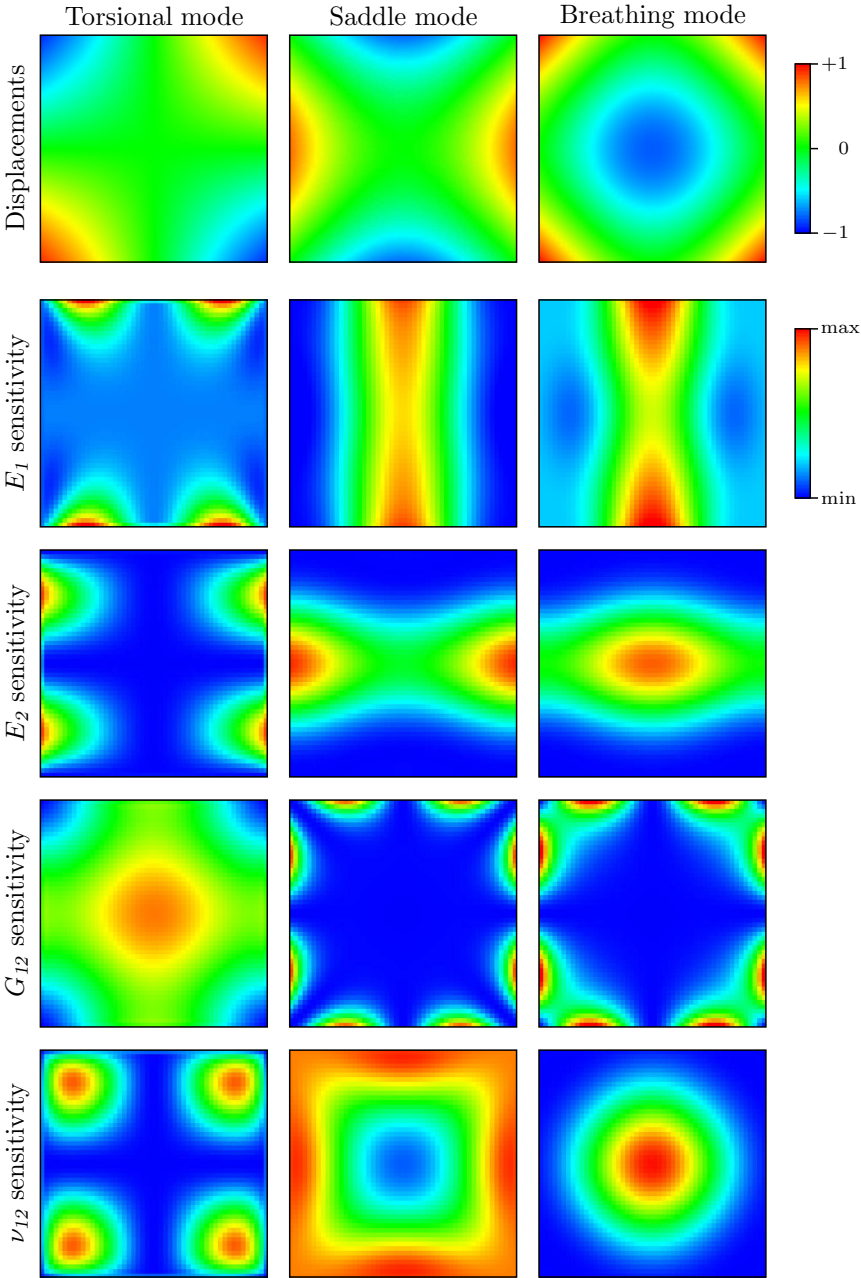 Torsional mode Saddle mode Breathing mode
Displacements
+1
0
−1
E1 sensitivity
max
min
E2 sensitivity
G12 sensitivity
ν12 sensitivity